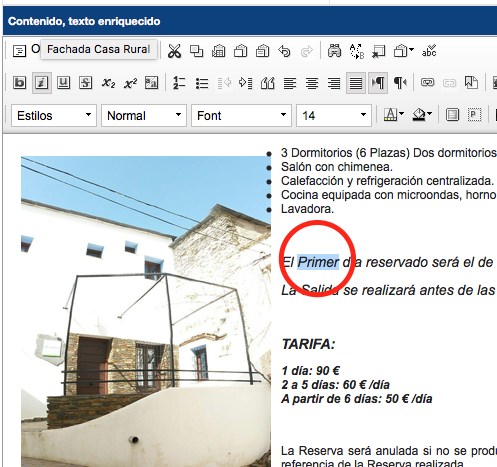 Contenido, texto enriquecido
Fachada Casa Rural
Estilos
Normal
Font
14
3 Dormitorios (6 Plazas) Dos dormitorios
Salón con chimenea.
Calefacción y refrigeración centralizada.
Cocina equipada con microondas, horno
Lavadora.
El Primer día reservado será el de
La Salida se realizará antes de las
TARIFA:
1 día: 90 €
2 a 5 días: 60 € /día
A partir de 6 días: 50 € /día
La Reserva será anulada si no se prod
referencia de la Reserva realizada.